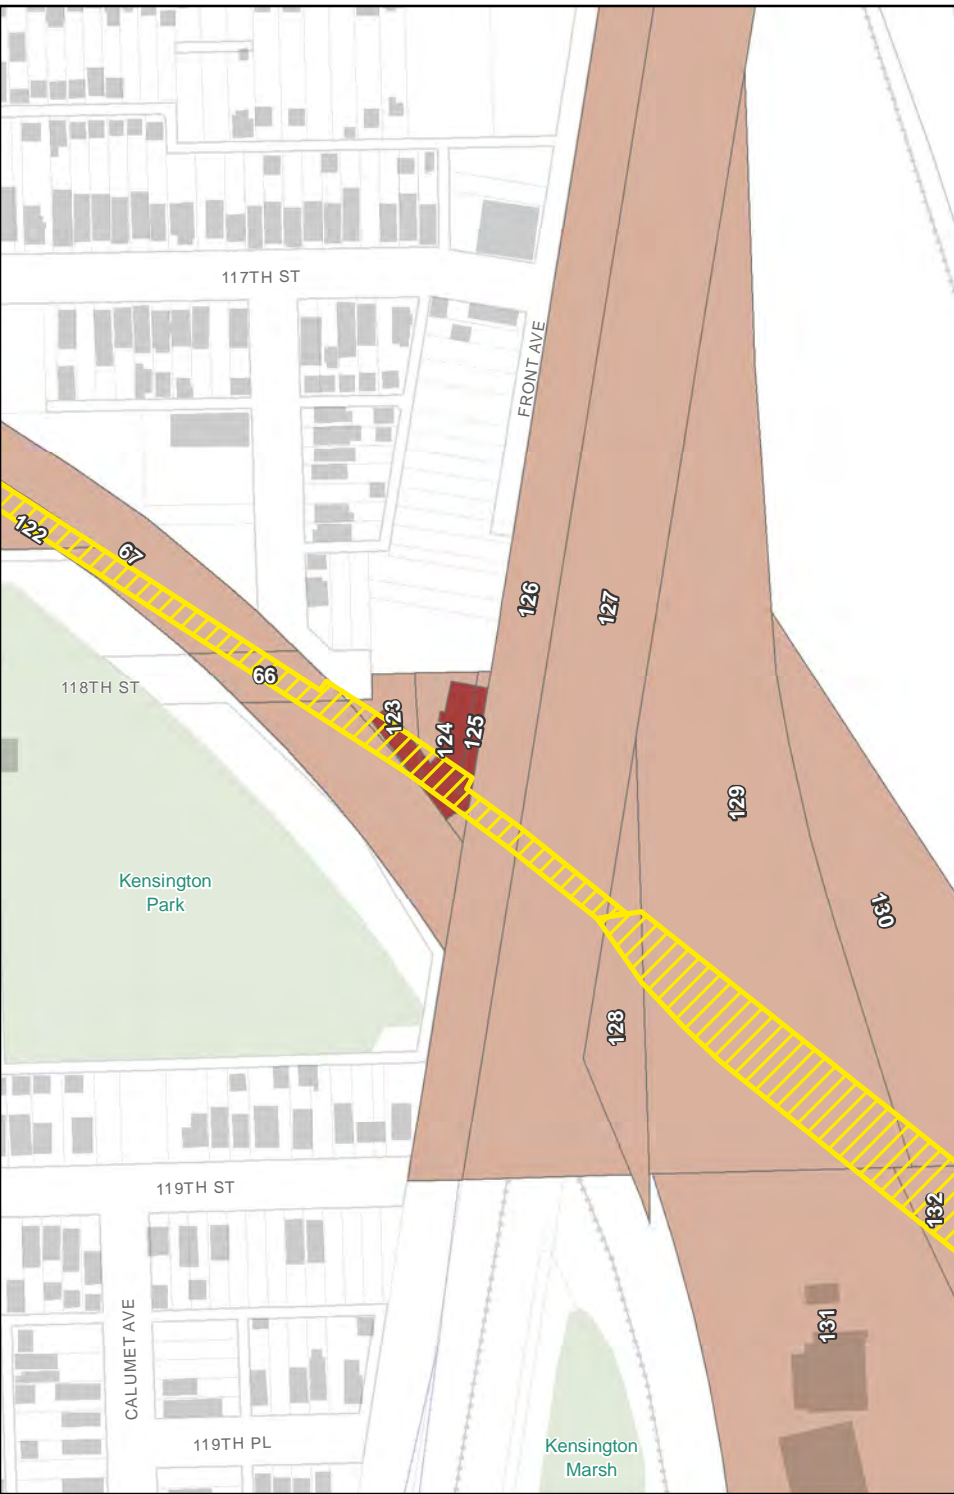 117TH ST
FRONT AVE
122
67
126
127
66
118TH ST
123
124
125
129
Kensington
Park
130
128
119TH ST
132
CALUMET AVE
131
119TH PL
Kensington
Marsh